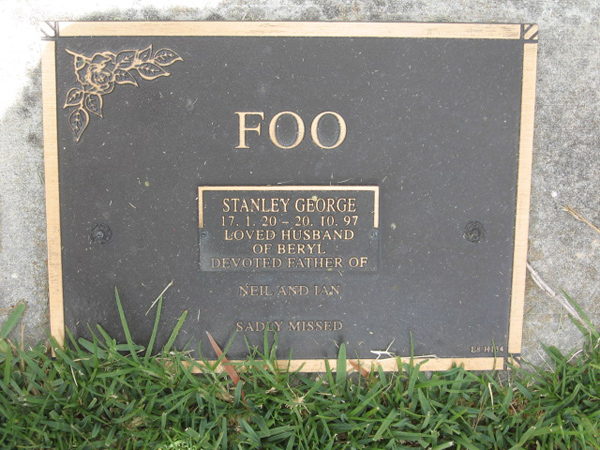 FOO
STANLEY GEORGE
17. 1. 20 - 20. 10. 97
LOVED HUSBAND
OF BERYL
DEVOTED FATHER OF
NEIL AND IAN
SADLY MISSED